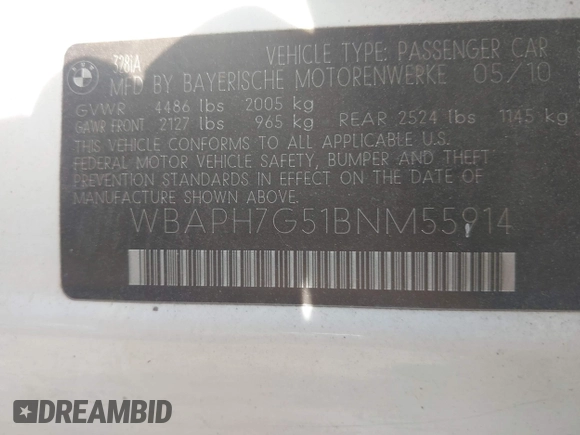 BMW
328IA
VEHICLE TYPE: PASSENGER CAR
MFD BY BAYERISCHE MOTORENWERKE 05/10
GVWR 4486 lbs 2005 kg
GAWR FRONT 2127 lbs 965 kg REAR 2524 lbs 1145 kg
THIS VEHICLE CONFORMS TO ALL APPLICABLE U.S.
FEDERAL MOTOR VEHICLE SAFETY, BUMPER AND THEFT
PREVENTION STANDARDS IN EFFECT ON THE DATE OF
MANUFACTURE SHOWN ABOVE.
WBAPH7G51BNM55914
DREAMBID